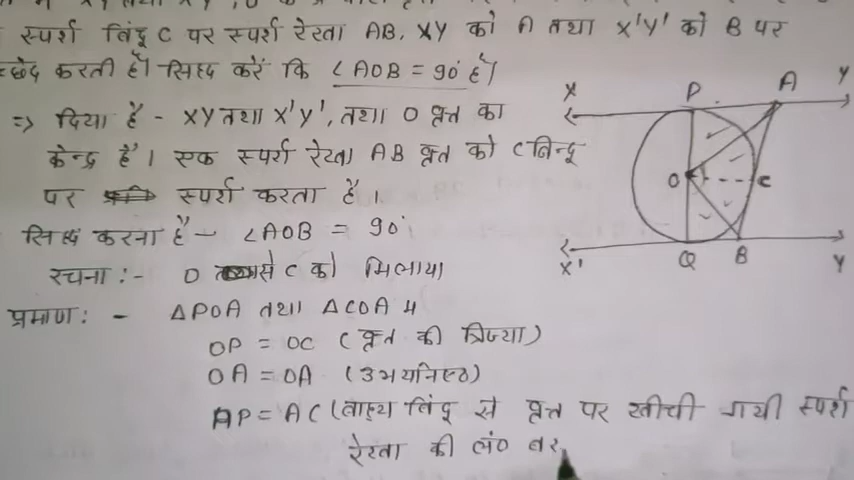 स्पर्श बिंदू C पर स्पर्श रेखा AB, XY को A तथा X'Y' को B पर
करती है। सिद्ध करें कि ∠AOB = 90° है।
⇒ दिया है - XY तथा X'Y', तथा O वृत्त का
केन्द्र है। एक स्पर्श रेखा AB वृत्त को C बिन्दू
पर स्पर्श करता है।
सिद्ध करना है - ∠AOB = 90°
रचना :- O से C को मिलाया
प्रमाण: - ΔPOA तथा ΔCOA में
OP = OC (वृत्त की त्रिज्या)
OA = OA (उभयनिष्ठ)
AP = AC (वाह्य बिंदू से वृत्त पर खीची गयी स्पर्श
रेखा की लं० बर
X P A Y
O C
X' Q B Y